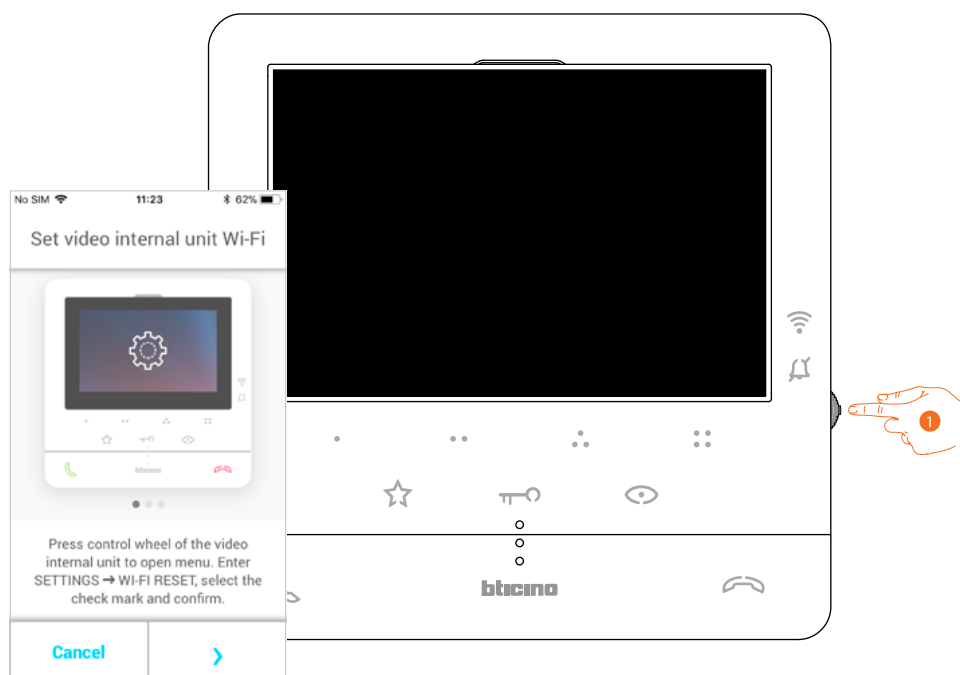 No SIM 11:23 62%
Set video internal unit Wi-Fi
bticino
Press control wheel of the video
internal unit to open menu. Enter
SETTINGS → WI-FI RESET, select the
check mark and confirm.
Cancel
bticino
1